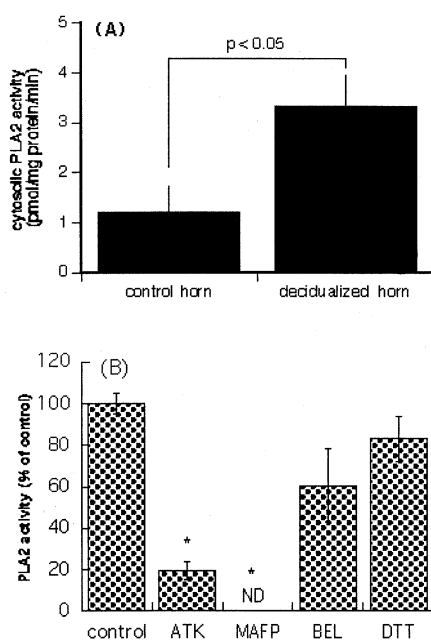 (A)
p < 0.05
cytosolic PLA2 activity
(pmol/mg protein/min)
5
4
3
2
1
0
control horn decidualized horn
(B)
PLA2 activity (% of control)
120
100
80
60
40
20
0
*
*
ND
control ATK MAFP BEL DTT